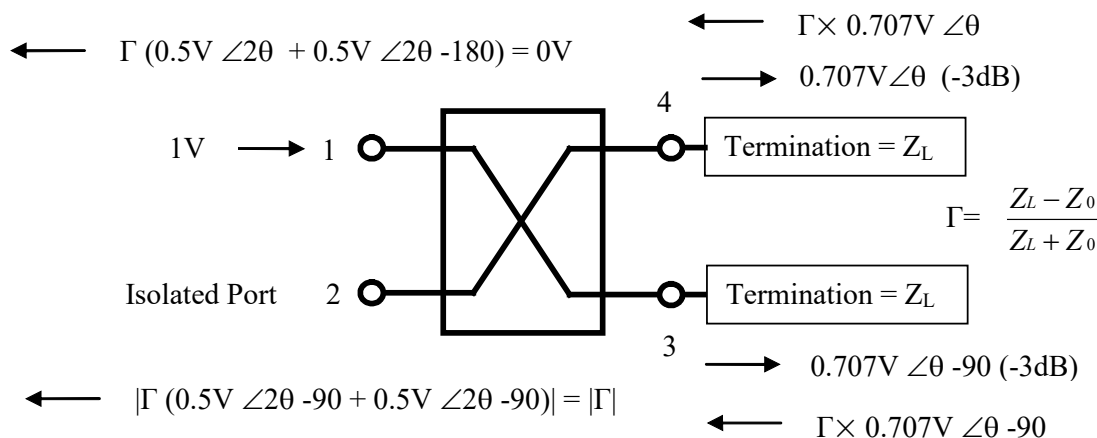 Γ× 0.707V ∠θ
Γ (0.5V ∠2θ + 0.5V ∠2θ -180) = 0V
0.707V∠θ (-3dB)
4
1V
1
Termination = ZL
Γ= ZL − Z0
ZL + Z0
Isolated Port
2
Termination = ZL
3
0.707V ∠θ -90 (-3dB)
|Γ (0.5V ∠2θ -90 + 0.5V ∠2θ -90)| = |Γ|
Γ× 0.707V ∠θ -90